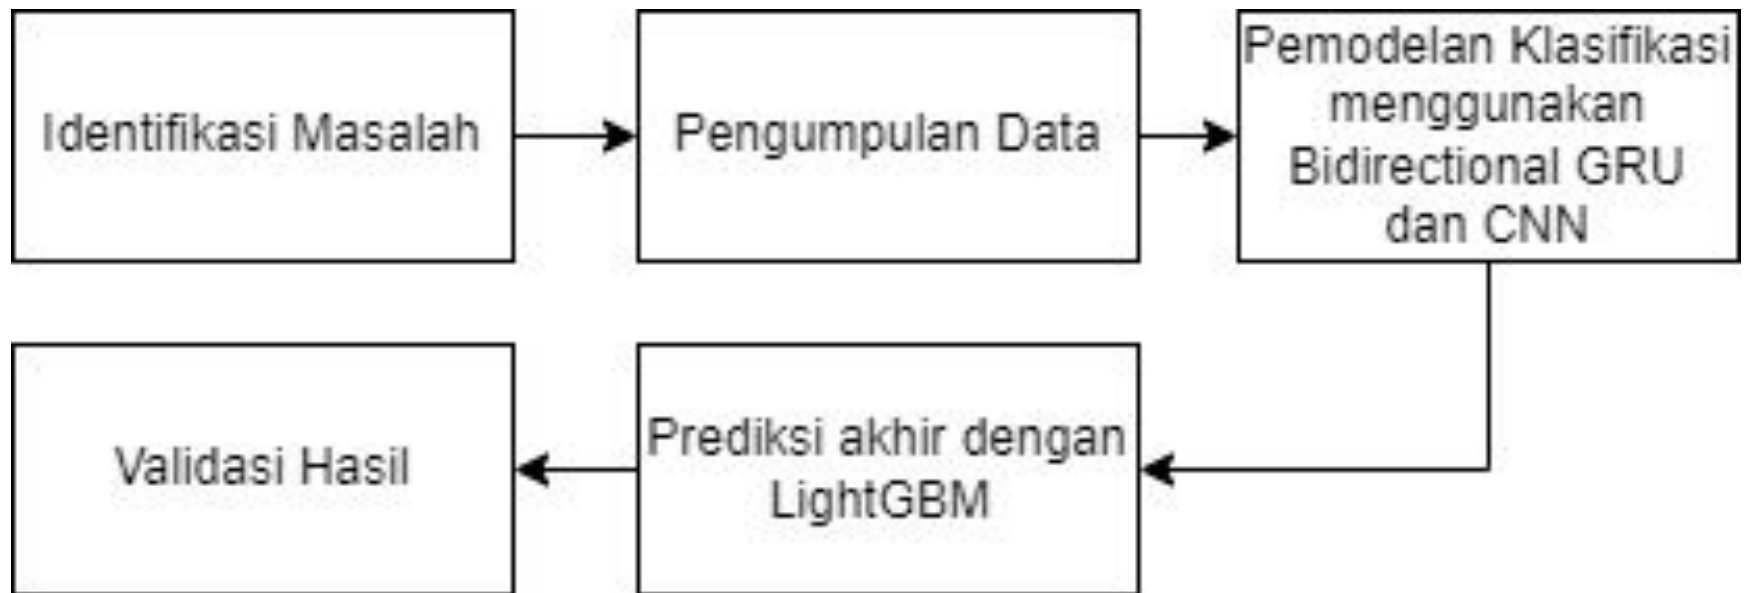 Identifikasi Masalah
Pengumpulan Data
Pemodelan Klasifikasi
menggunakan
Bidirectional GRU
dan CNN
Prediksi akhir dengan
LightGBM
Validasi Hasil